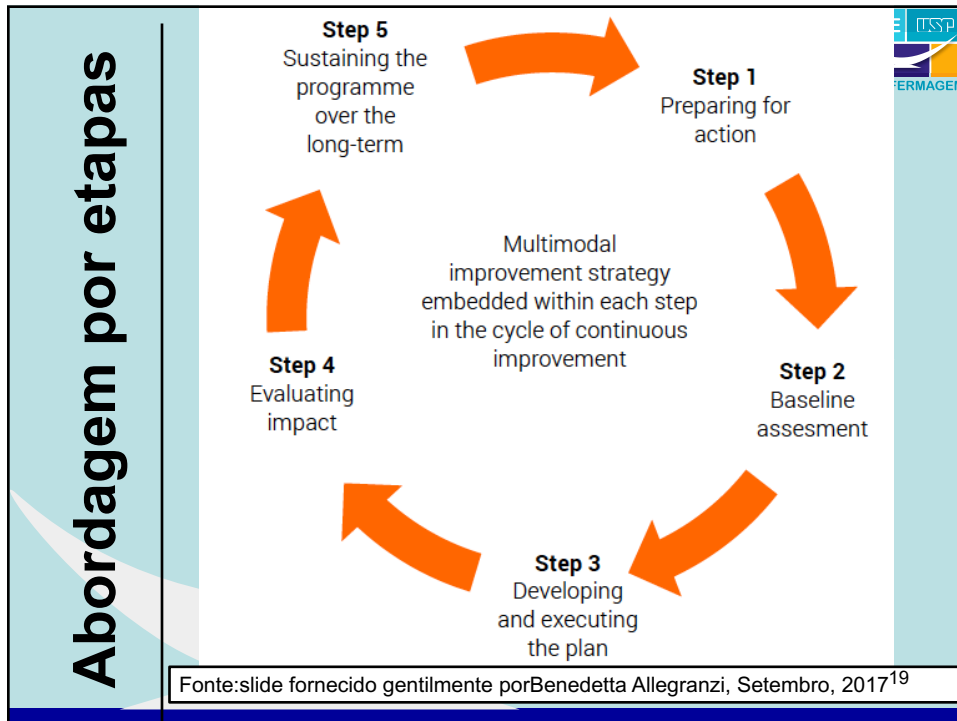 Abordagem por etapas
Step 5
Sustaining the
programme
over the
long-term
Step 1
Preparing for
action
Multimodal
improvement strategy
embedded within each step
in the cycle of continuous
improvement
Step 2
Baseline
assesment
Step 3
Developing
and executing
the plan
Step 4
Evaluating
impact
E USP
FERMAGEN
Fonte:slide fornecido gentilmente porBenedetta Allegranzi, Setembro, 2017 19